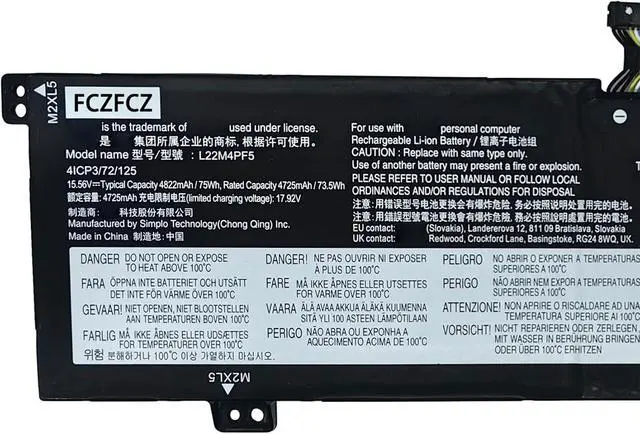 M2XL5
FCZFCZ
is the trademark of used under license.
是 集团所属企业的商标, 根据许可使用。
Model name 型号/型號: L22M4PF5
4ICP3/72/125
15.56V⎓Typical Capacity 4822mAh/ 75Wh, Rated Capacity 4725mAh/ 73.5Wh
额定容量: 4725mAh充电限制电压(limited charging voltage): 17.92V
制造商: 科技股份有限公司
Manufactured by Simplo Technology(Chong Qing) Inc.
Made in China 制造地:中国
For use with personal computer
Rechargeable Li-ion Battery / 锂离子电池组
CAUTION : Replace with same type only.
Use of another battery may present a fire or explosion.
PLEASE REFER TO USER MANUAL OR FOLLOW LOCAL
ORDINANCES AND/OR REGULATIONS FOR DISPOSAL
注意:用错误型号电池更换会有爆炸危险, 务必按照说明处置用完的电池
注意:用錯誤型號電池更換會有爆炸危險, 務必按照說明處置用完的電池
EU contact: (Slovakia), Landererova 12, 811 09 Bratislava, Slovakia
UK contact: Redwood, Crockford Lane, Basingstoke, RG24 8WQ, U
T
DANGER DO NOT OPEN OR EXPOSE
TO HEAT ABOVE 100°C
FARA ÖPPNA INTE BATTERIET OCH UTSÄTT
DET INTE FÖR VÄRME ÖVER 100°C
GEVAAR! NIET OPENEN, NIET BLOOTSTELLEN
AAN TEMPERATUREN BOVEN 100°C
FARLIG MÅ IKKE ÅBNES ELLER UDSÆTTES
FOR TEMPERATURER OVER 100°C
위험 분해하거나 100°C 이상 가열하지 마십시오.
DANGER! NE PAS OUVRIR NI EXPOSER
À PLUS DE 100°C
FARE MÅ IKKE ÅPNES ELLER UTSETTES
FOR VARME OVER 100°C
VAARA ÄLÄ AVAA AKKUA ÄLÄKÄ KUUMENNA
SITÄ YLI 100 ASTEEN LÄMPÖTILAAN
PERIGO NÃO ABRA OU EXPONHA A
AQUECIMENTO ACIMA DE 100°C
PELIGRO NO ABRIR O EXPONER A TEMPERATURAS
SUPERIORES A 100°C
PERIGO NÃO ABRIR NEM EXPOR A TEMPERATURAS
SUPERIORES A 100°C
ATTENZIONE! NON APRIRE O RISCALDARE AD UNA
TEMPERATURA SUPERIORE AI 100°C
VORSICHT! NICHT REPARIEREN ODER ZERLEGEN,
MIT WASSER IN BERÜHRUNG BRINGEN
ODER ÜBER 100°C ERHITZEN
M2XL5